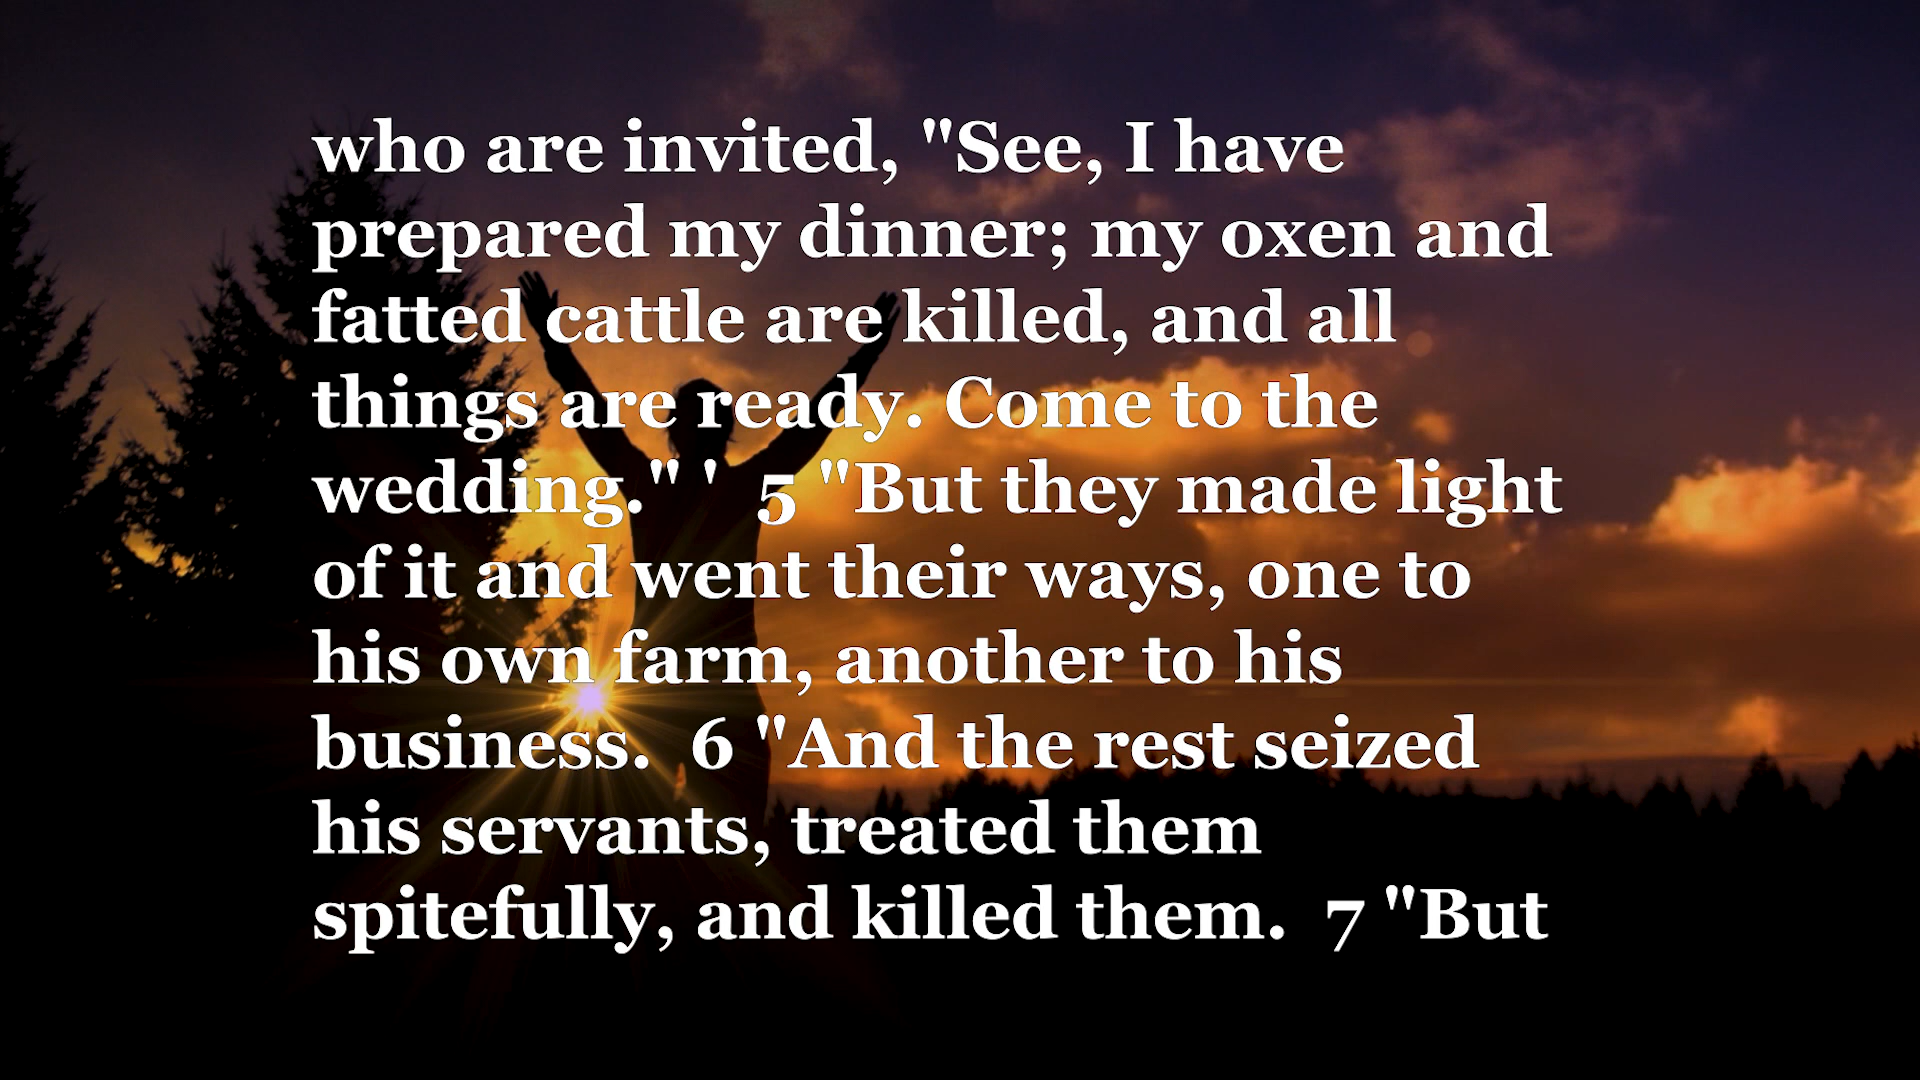 who are invited, "See, I have
prepared my dinner; my oxen and
fatted cattle are killed, and all
things are ready. Come to the
wedding." '  5 "But they made light
of it and went their ways, one to
his own farm, another to his
business.  6 "And the rest seized
his servants, treated them
spitefully, and killed them.  7 "But